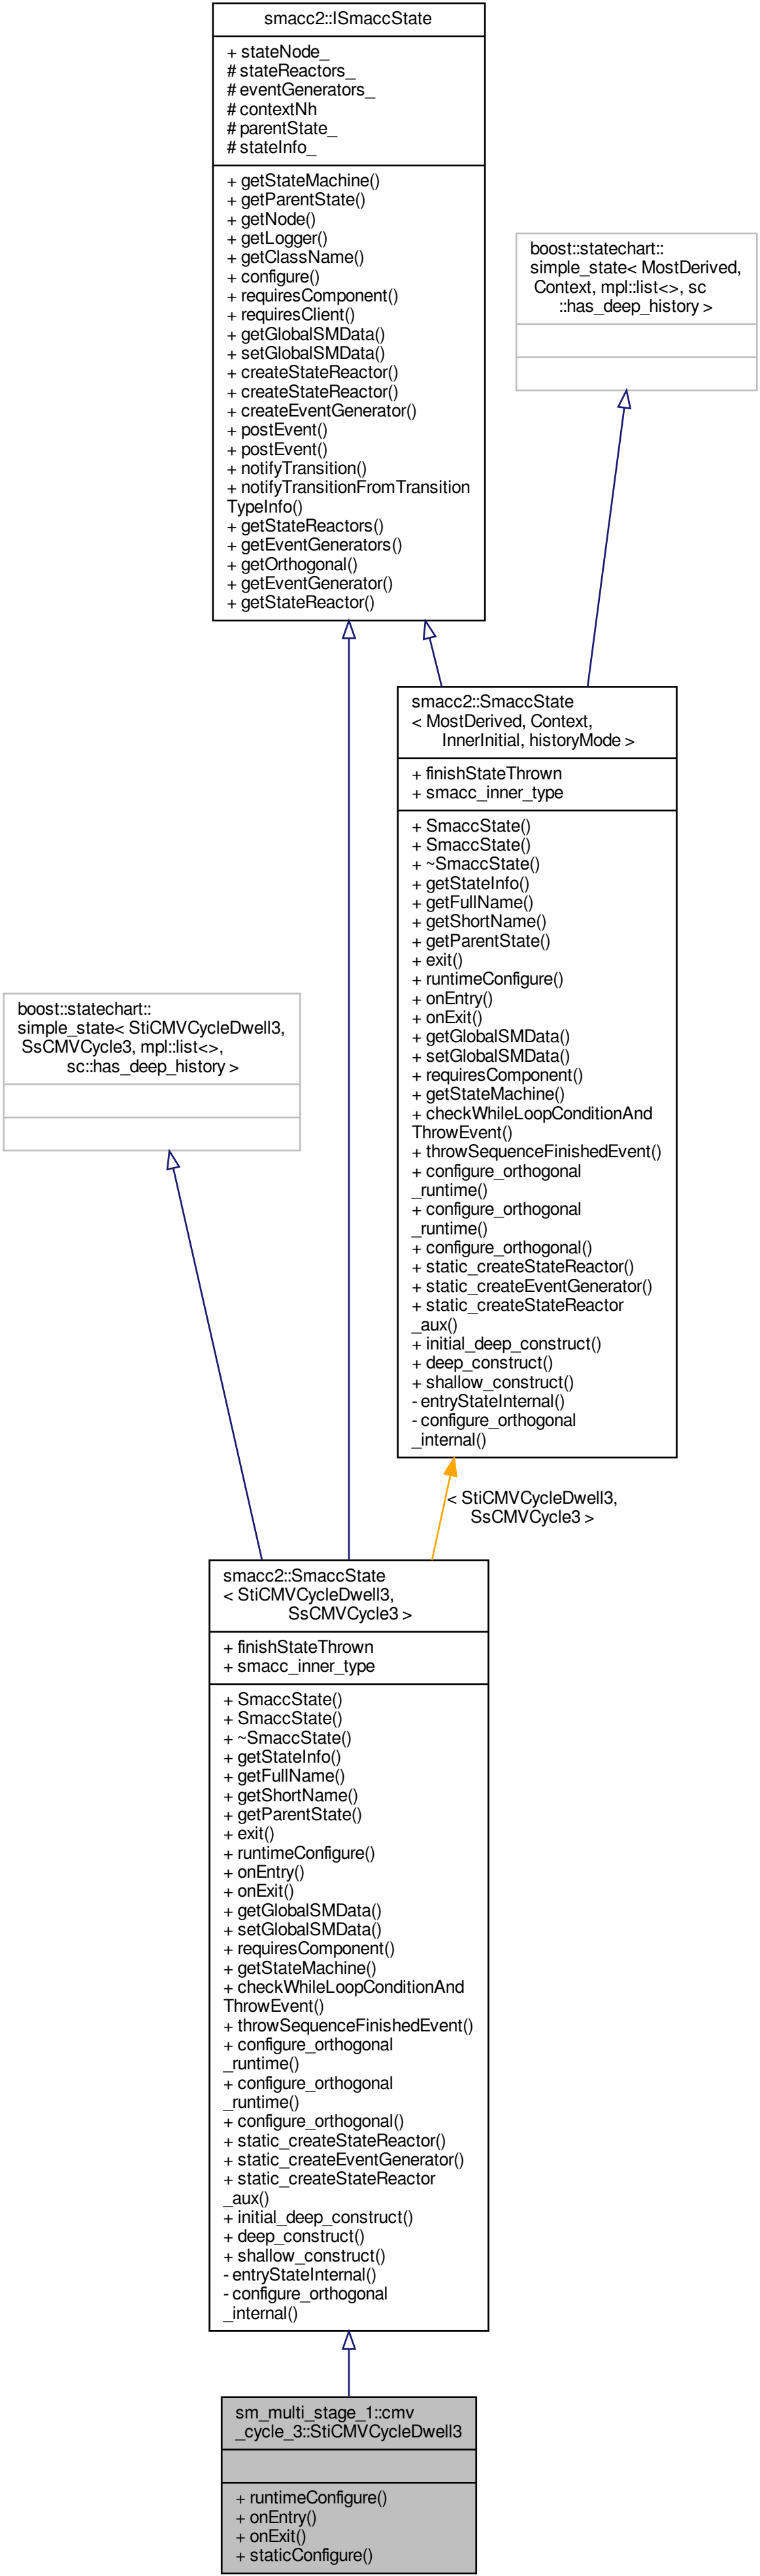 smacc2::ISmaccState
+ stateNode_
# stateReactors_
# eventGenerators_
# contextNh
# parentState_
# stateInfo_
+ getStateMachine()
+ getParentState()
+ getNode()
+ getLogger()
+ getClassName()
+ configure()
+ requiresComponent()
+ requiresClient()
+ getGlobalSMData()
+ setGlobalSMData()
+ createStateReactor()
+ createStateReactor()
+ createEventGenerator()
+ postEvent()
+ postEvent()
+ notifyTransition()
+ notifyTransitionFromTransition
TypeInfo()
+ getStateReactors()
+ getEventGenerators()
+ getOrthogonal()
+ getEventGenerator()
+ getStateReactor()
boost::statechart::
simple_state< MostDerived,
Context, mpl::list<>, sc
::has_deep_history >
smacc2::SmaccState
< MostDerived, Context,
InnerInitial, historyMode >
+ finishStateThrown
+ smacc_inner_type
+ SmaccState()
+ SmaccState()
+ ~SmaccState()
+ getStateInfo()
+ getFullName()
+ getShortName()
+ getParentState()
+ exit()
+ runtimeConfigure()
+ onEntry()
+ onExit()
+ getGlobalSMData()
+ setGlobalSMData()
+ requiresComponent()
+ getStateMachine()
+ checkWhileLoopConditionAnd
ThrowEvent()
+ throwSequenceFinishedEvent()
+ configure_orthogonal
_runtime()
+ configure_orthogonal
_runtime()
+ configure_orthogonal()
+ static_createStateReactor()
+ static_createEventGenerator()
+ static_createStateReactor
_aux()
+ initial_deep_construct()
+ deep_construct()
+ shallow_construct()
- entryStateInternal()
- configure_orthogonal
_internal()
boost::statechart::
simple_state< StiCMVCycleDwell3,
SsCMVCycle3, mpl::list<>,
sc::has_deep_history >
< StiCMVCycleDwell3,
SsCMVCycle3 >
smacc2::SmaccState
< StiCMVCycleDwell3,
SsCMVCycle3 >
+ finishStateThrown
+ smacc_inner_type
+ SmaccState()
+ SmaccState()
+ ~SmaccState()
+ getStateInfo()
+ getFullName()
+ getShortName()
+ getParentState()
+ exit()
+ runtimeConfigure()
+ onEntry()
+ onExit()
+ getGlobalSMData()
+ setGlobalSMData()
+ requiresComponent()
+ getStateMachine()
+ checkWhileLoopConditionAnd
ThrowEvent()
+ throwSequenceFinishedEvent()
+ configure_orthogonal
_runtime()
+ configure_orthogonal
_runtime()
+ configure_orthogonal()
+ static_createStateReactor()
+ static_createEventGenerator()
+ static_createStateReactor
_aux()
+ initial_deep_construct()
+ deep_construct()
+ shallow_construct()
- entryStateInternal()
- configure_orthogonal
_internal()
sm_multi_stage_1::cmv
_cycle_3::StiCMVCycleDwell3
+ runtimeConfigure()
+ onEntry()
+ onExit()
+ staticConfigure()